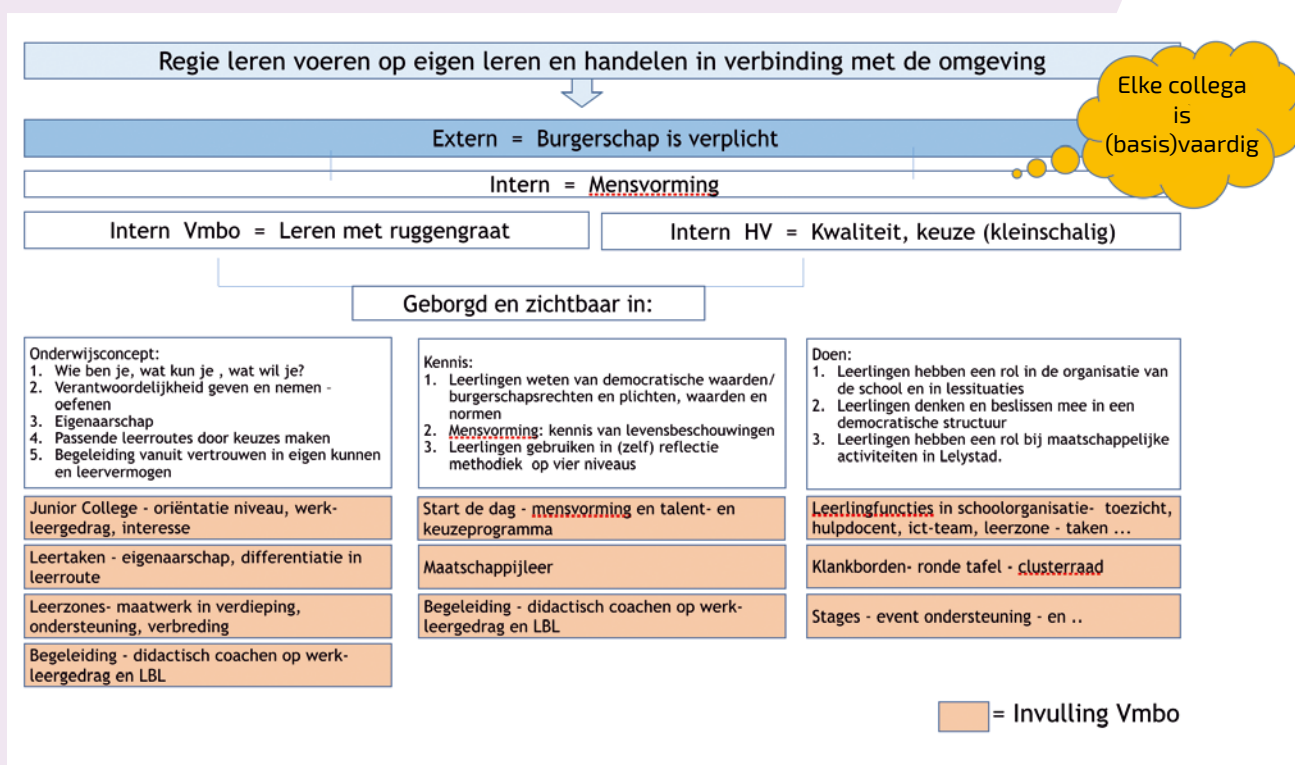 Regie leren voeren op eigen leren en handelen in verbinding met de omgeving
Elke collega
is
(basis)vaardig
Extern = Burgerschap is verplicht
Intern = Mensvorming
Intern Vmbo = Leren met ruggengraat
Intern HV = Kwaliteit, keuze (kleinschalig)
Geborgd en zichtbaar in:
Onderwijsconcept:
1. Wie ben je, wat kun je , wat wil je?
2. Verantwoordelijkheid geven en nemen -
oefenen
3. Eigenaarschap
4. Passende leerroutes door keuzes maken
5. Begeleiding vanuit vertrouwen in eigen kunnen
en leervermogen
Junior College - oriëntatie niveau, werk-
leergedrag, interesse
Leertaken - eigenaarschap, differentiatie in
leerroute
Leerzones- maatwerk in verdieping,
ondersteuning, verbreding
Begeleiding - didactisch coachen op werk-
leergedrag en LBL
Kennis:
1. Leerlingen weten van democratische waarden/
burgerschapsrechten en plichten, waarden en
normen
2. Mensvorming: kennis van levensbeschouwingen
3. Leerlingen gebruiken in (zelf) reflectie
methodiek op vier niveaus
Start de dag - mensvorming en talent- en
keuzeprogramma
Maatschappijleer
Begeleiding - didactisch coachen op werk-
leergedrag en LBL
Doen:
1. Leerlingen hebben een rol in de organisatie van
de school en in lessituaties
2. Leerlingen denken en beslissen mee in een
democratische structuur
3. Leerlingen hebben een rol bij maatschappelijke
activiteiten in Lelystad.
Leerlingfuncties in schoolorganisatie- toezicht,
hulpdocent, ict-team, leerzone - taken ...
Klankborden- ronde tafel - clusterraad
Stages - event ondersteuning - en ..
= Invulling Vmbo